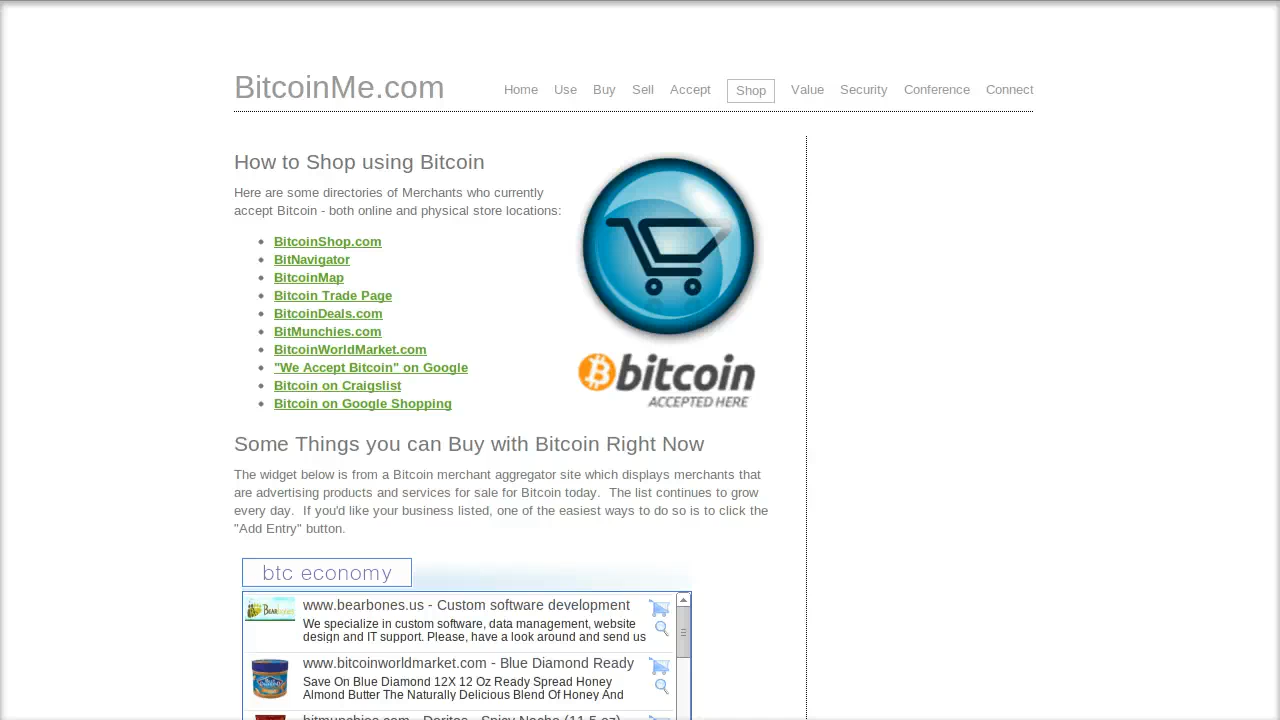 BitcoinMe.com
Home Use Buy Sell Accept Shop Value Security Conference Connect
How to Shop using Bitcoin
Here are some directories of Merchants who currently
accept Bitcoin - both online and physical store locations:
BitcoinShop.com
BitNavigator
BitcoinMap
Bitcoin Trade Page
BitcoinDeals.com
BitMunchies.com
BitcoinWorldMarket.com
"We Accept Bitcoin" on Google
Bitcoin on Craigslist
Bitcoin on Google Shopping
bitcoin
ACCEPTED HERE
Some Things you can Buy with Bitcoin Right Now
The widget below is from a Bitcoin merchant aggregator site which displays merchants that
are advertising products and services for sale for Bitcoin today.  The list continues to grow
every day.  If you'd like your business listed, one of the easiest ways to do so is to click the
"Add Entry" button.
btc economy
www.bearbones.us - Custom software development
We specialize in custom software, data management, website
design and IT support. Please, have a look around and send us
www.bitcoinworldmarket.com - Blue Diamond Ready
Save On Blue Diamond 12X 12 Oz Ready Spread Honey
Almond Butter The Naturally Delicious Blend Of Honey And
bitmunchies.com - Doritos - Spicy Nacho (11.5 oz)